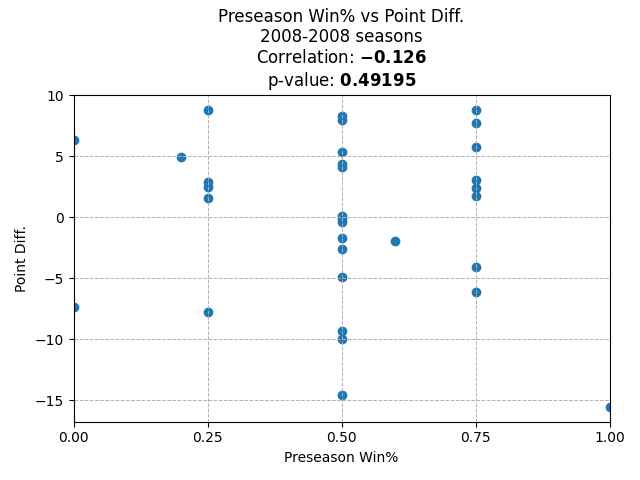 Preseason Win% vs Point Diff.
2008-2008 seasons
Correlation: −0.126
p-value: 0.49195
10
5
0
−5
−10
−15
Point Diff.
0.00 0.25 0.50 0.75 1.00
Preseason Win%